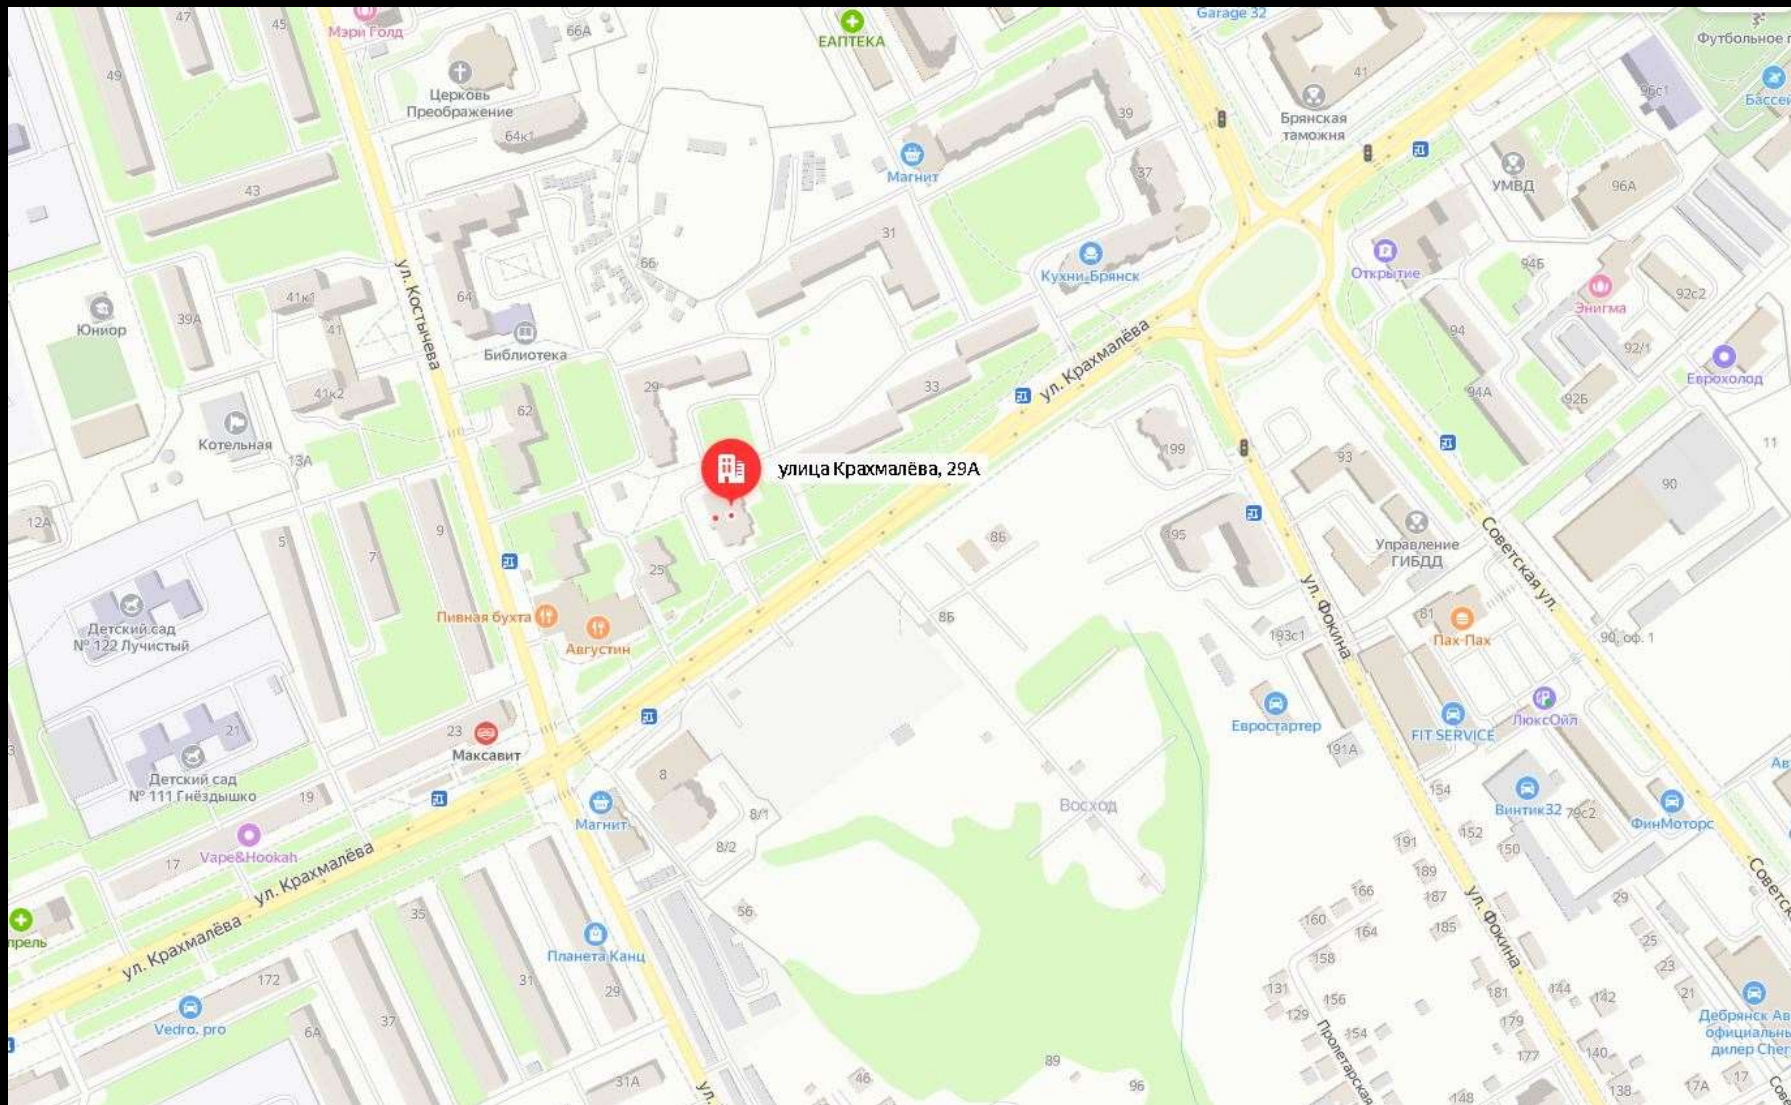 Garage 32
47
45
Мэри Голд
66А
ЕАПТЕКА
Футбольное п
49
41
Церковь
Преображение
96с1
Бассей
39
Брянская
таможня
64к1
Магнит
37
УМВД
96А
43
31
66
Кухни_Брянск
Открытие
94Б
92с2
Энигма
ул. Костычева
41к1
64
39А
Юниор
41
Библиотека
ул. Крахмалёва
94
92/1
Еврохолод
29
33
41к2
62
94А
92Б
Котельная
13А
199
93
11
улица Крахмалёва, 29А
90
12А
5
7
9
8Б
195
Управление
ГИБДД
Советская ул.
25
ул. Фокина
Детский сад
№ 122 Лучистый
Пивная бухта
Августин
8Б
193с1
81
Пах-Пах
90, оф. 1
21
23
Максавит
Евростартер
FIT SERVICE
ЛюксОйл
191А
Детский сад
№ 111 Гнёздышко
19
8
Восход
Ав
Магнит
8/1
154
Винтик32
79с2
ФинМоторс
Vape&Hookah
17
8/2
191
152
150
ул. Крахмалёва
189
187
166
29
Советск
ул. Фокина
прель
35
56
160
164
185
25
ул. Крахмалёва
Планета Канц
158
23
172
31
29
131
156
181
144
142
21
Vedro. pro
6А
37
129
154
179
Дебрянск Ав
официальны
дилер Cher
Пролетарская
177
140
89
46
96
31А
ул.
148
138
17А
17
Сове